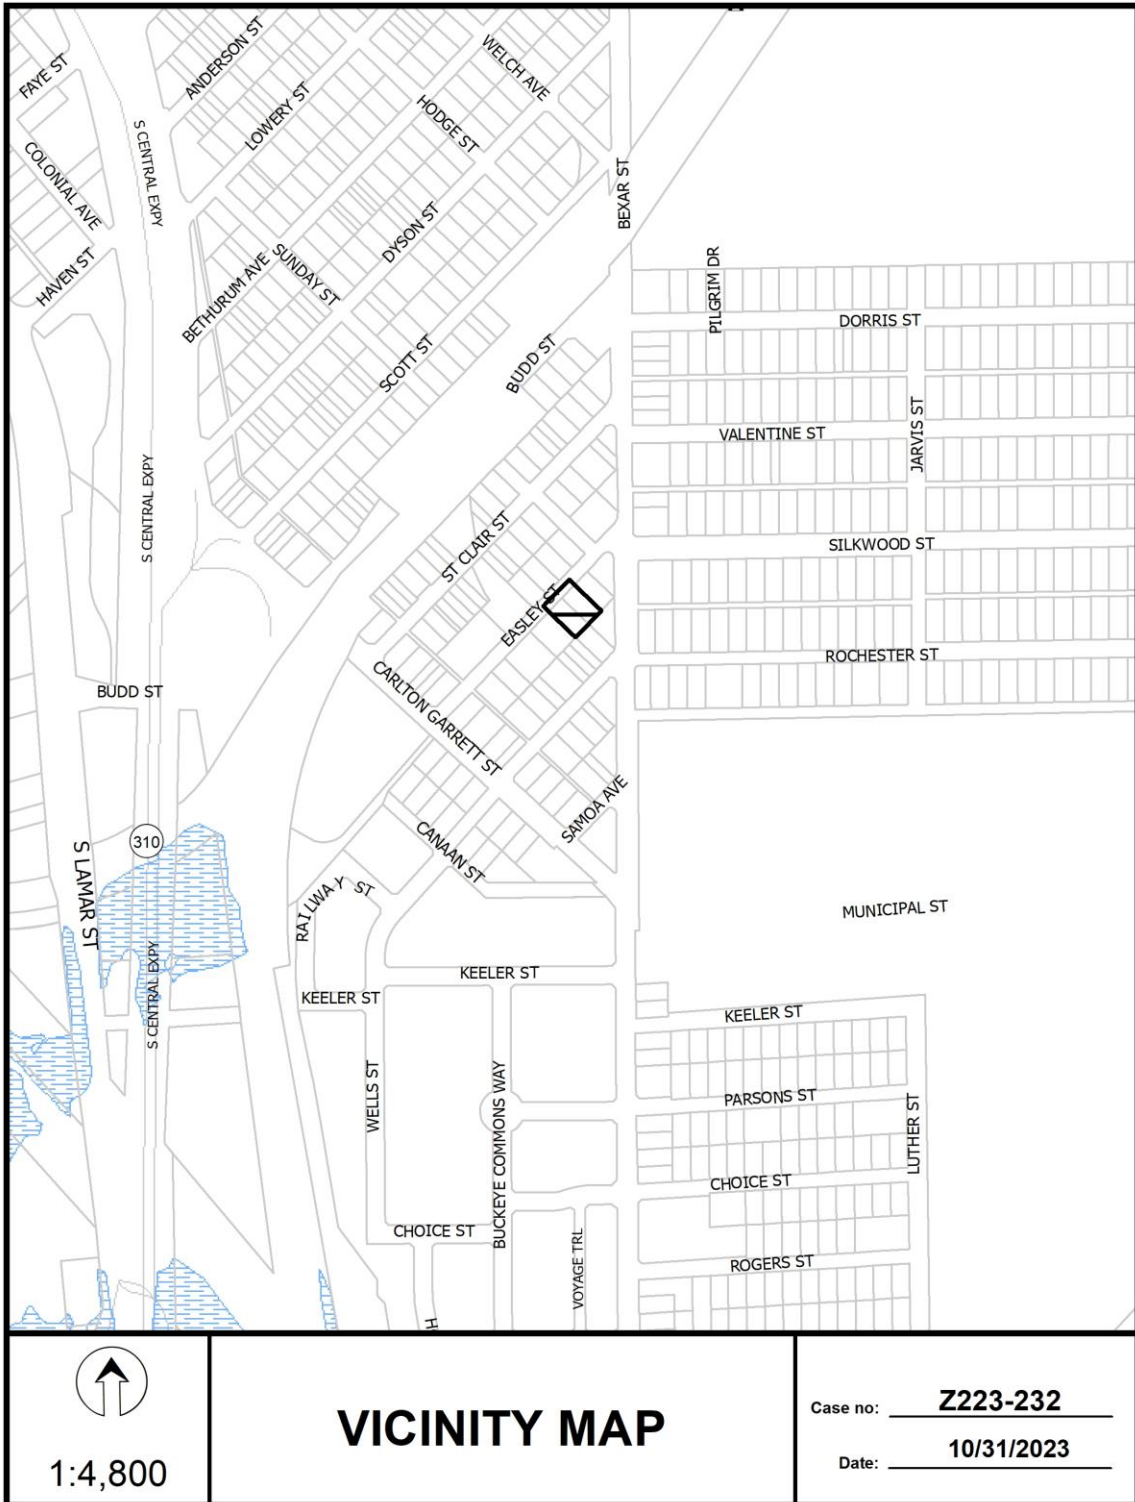 FAYE ST
ANDERSON ST
WELCH AVE
LOWERY ST
HODGE ST
S CENTRAL EXPY
COLONIAL AVE
BEXAR ST
DYSON ST
HAVEN ST
SUNDAY ST
BETHURUM AVE
PILGRIM DR
DORRIS ST
SCOTT ST
BUDD ST
VALENTINE ST
JARVIS ST
S CENTRAL EXPY
ST CLAIR ST
SILKWOOD ST
EASLEY ST
ROCHESTER ST
BUDD ST
CARLTON GARRETT ST
SAMOA AVE
310
CANAAN ST
S LAMAR ST
RAILWAY ST
MUNICIPAL ST
S CENTRAL EXPY
KEELER ST
KEELER ST
KEELER ST
WELLS ST
BUCKEYE COMMONS WAY
PARSONS ST
LUTHER ST
CHOICE ST
CHOICE ST
VOYAGE TRL
ROGERS ST
H
1:4,800
VICINITY MAP
Case no: Z223-232
Date: 10/31/2023